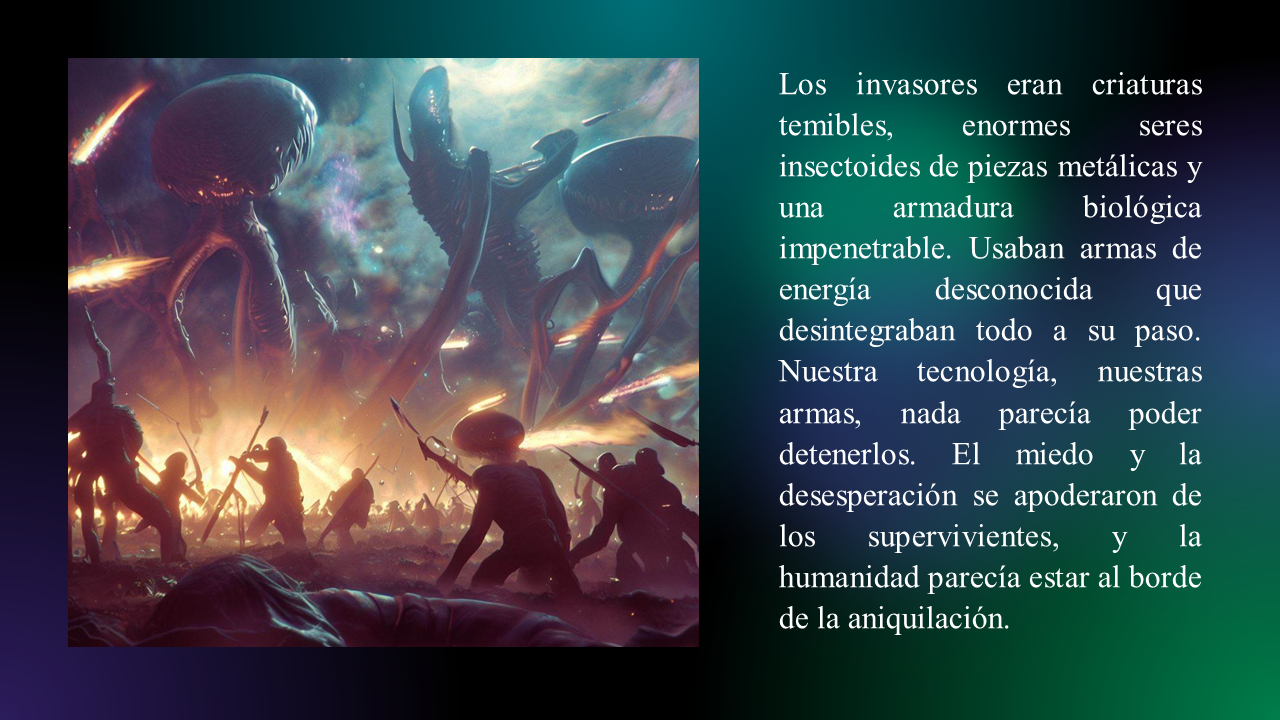 Los invasores eran criaturas
temibles, enormes seres
insectoides de piezas metálicas y
una armadura biológica
impenetrable. Usaban armas de
energía desconocida que
desintegraban todo a su paso.
Nuestra tecnología, nuestras
armas, nada parecía poder
detenerlos. El miedo y la
desesperación se apoderaron de
los supervivientes, y la
humanidad parecía estar al borde
de la aniquilación.